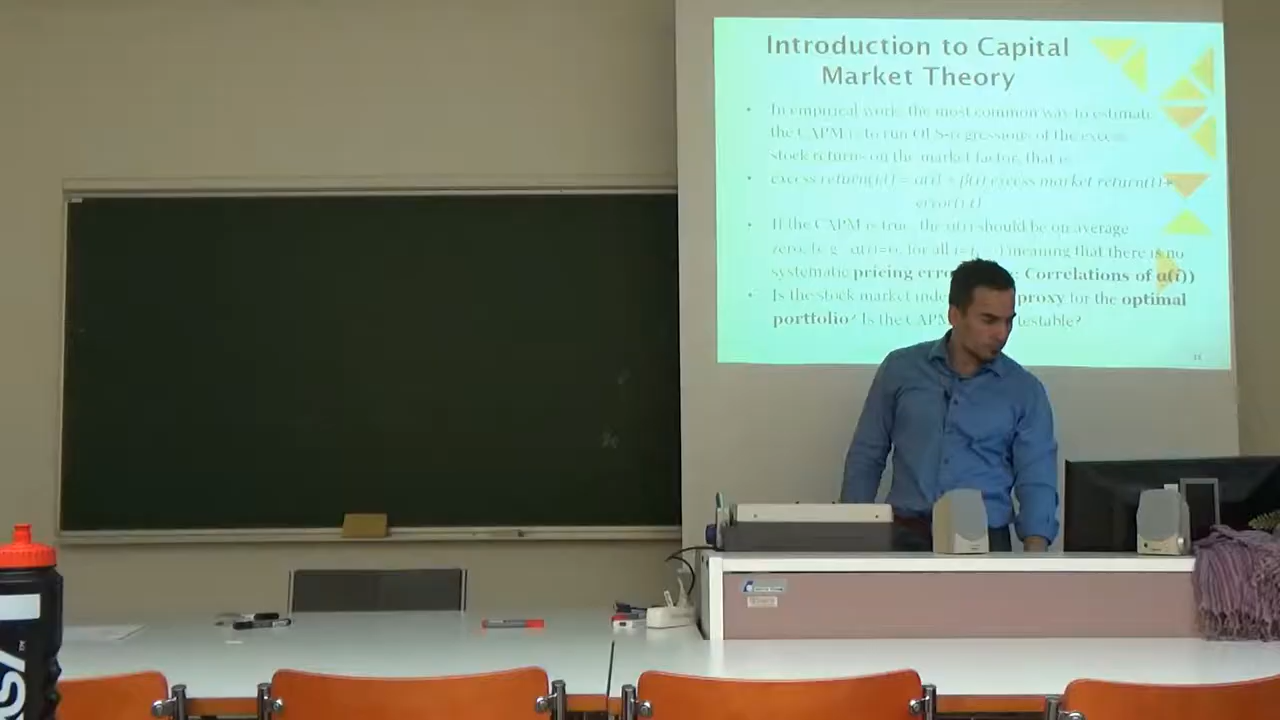 Introduction to Capital
Market Theory
• In empirical work, the most common way to estimate
the CAPM is to run OLS-regressions of the excess
stock returns on the market factor, that is
• excess return(i,t) = α(i) + β(i) excess market return(t)+
error(i,t)
• If the CAPM is true, the α(i) should be on average
zero, (e.g. α(i)=0, for all i= meaning that there is no
systematic pricing erro : Correlations of α(i))
• Is the stock market inde proxy for the optimal
portfolio? Is the CAPM testable?